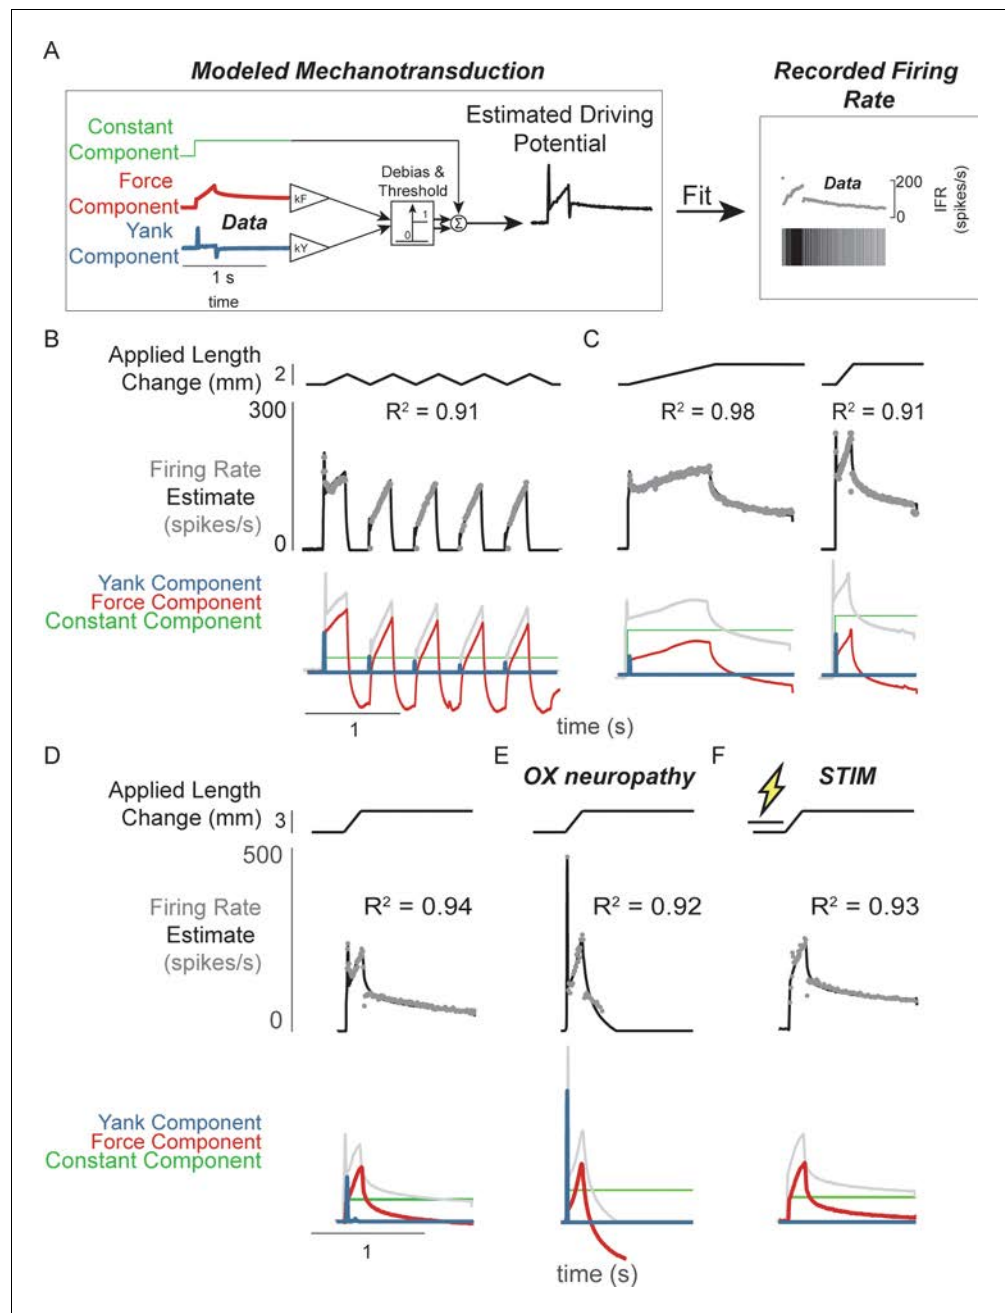 A
Modeled Mechanotransduction
Recorded Firing
Rate
Constant
Component
Force
Component
Yank
Component
Data
1 s
time
kF
kY
Debias &
Threshold
1
0
Σ
Estimated Driving
Potential
Fit
Data
200
0
IFR
(spikes/s)
B
C
Applied Length
Change (mm)
2
R² = 0.91
R² = 0.98
R² = 0.91
300
Firing Rate
Estimate
(spikes/s)
0
Yank Component
Force Component
Constant Component
1
time (s)
D
E
OX neuropathy
F
STIM
Applied Length
Change (mm)
3
500
R² = 0.94
R² = 0.92
R² = 0.93
Firing Rate
Estimate
(spikes/s)
0
Yank Component
Force Component
Constant Component
1
time (s)